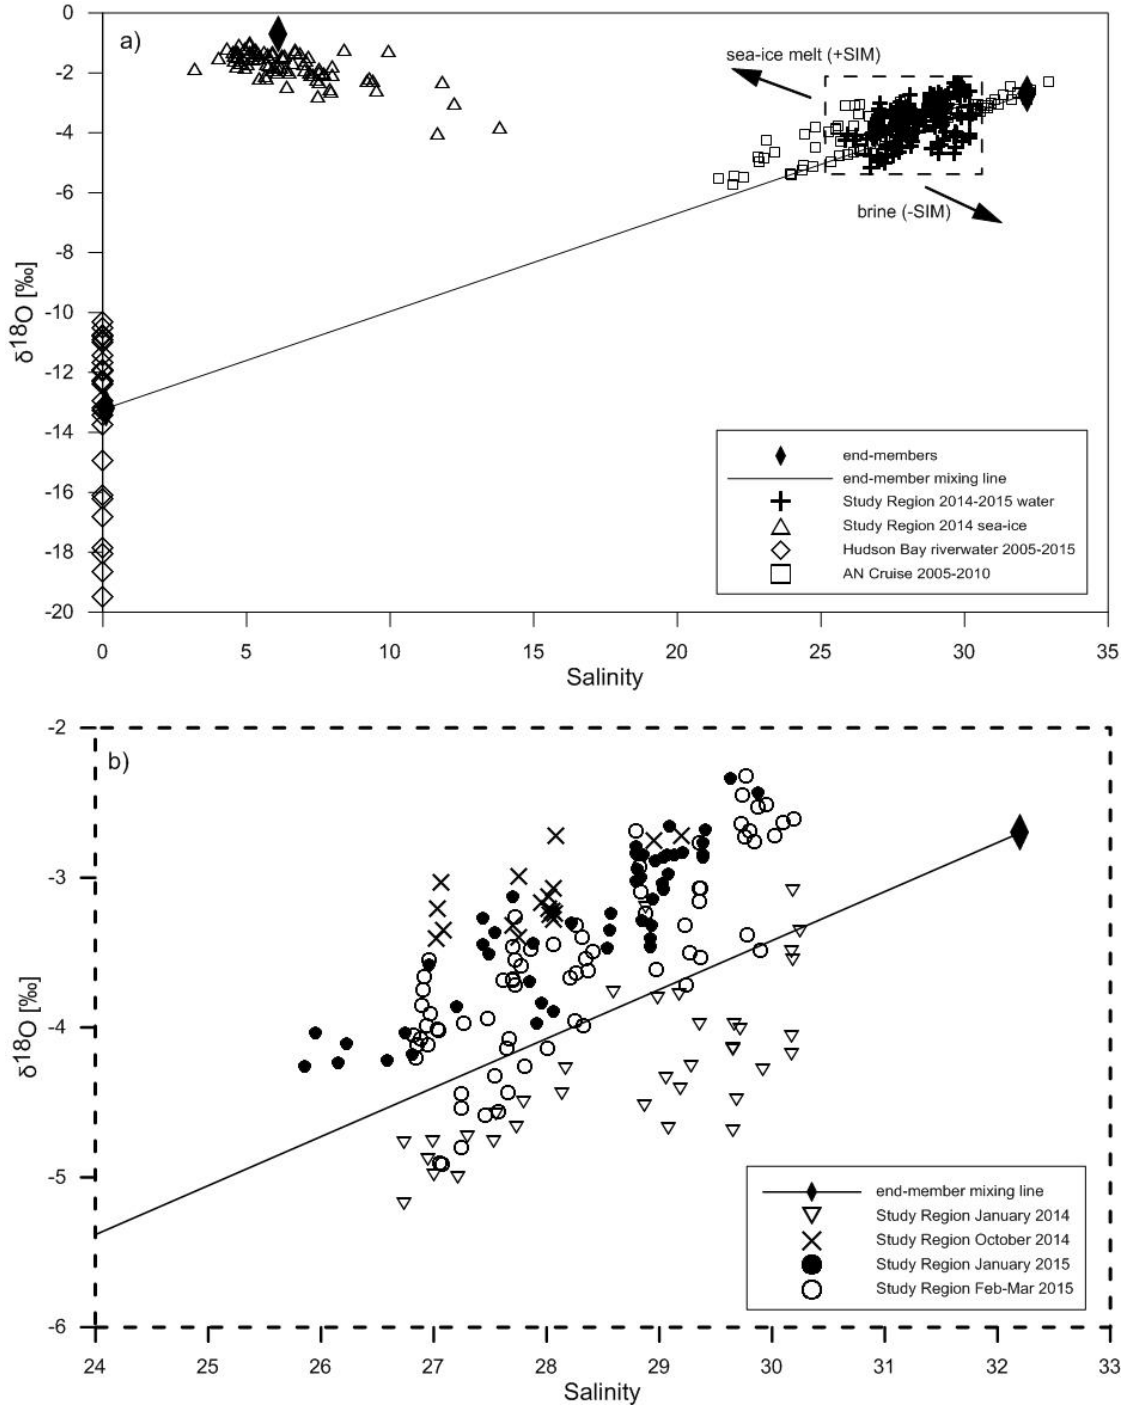 0
a)
sea-ice melt (+SIM)
-2
-4
-6
brine (-SIM)
-8
-10
-12
-14
-16
-18
-20
δ18O [‰]
end-members
end-member mixing line
Study Region 2014-2015 water
Study Region 2014 sea-ice
Hudson Bay riverwater 2005-2015
AN Cruise 2005-2010
0 5 10 15 20 25 30 35
Salinity
-2
b)
-3
-4
-5
-6
δ18O [‰]
end-member mixing line
Study Region January 2014
Study Region October 2014
Study Region January 2015
Study Region Feb-Mar 2015
24 25 26 27 28 29 30 31 32 33
Salinity